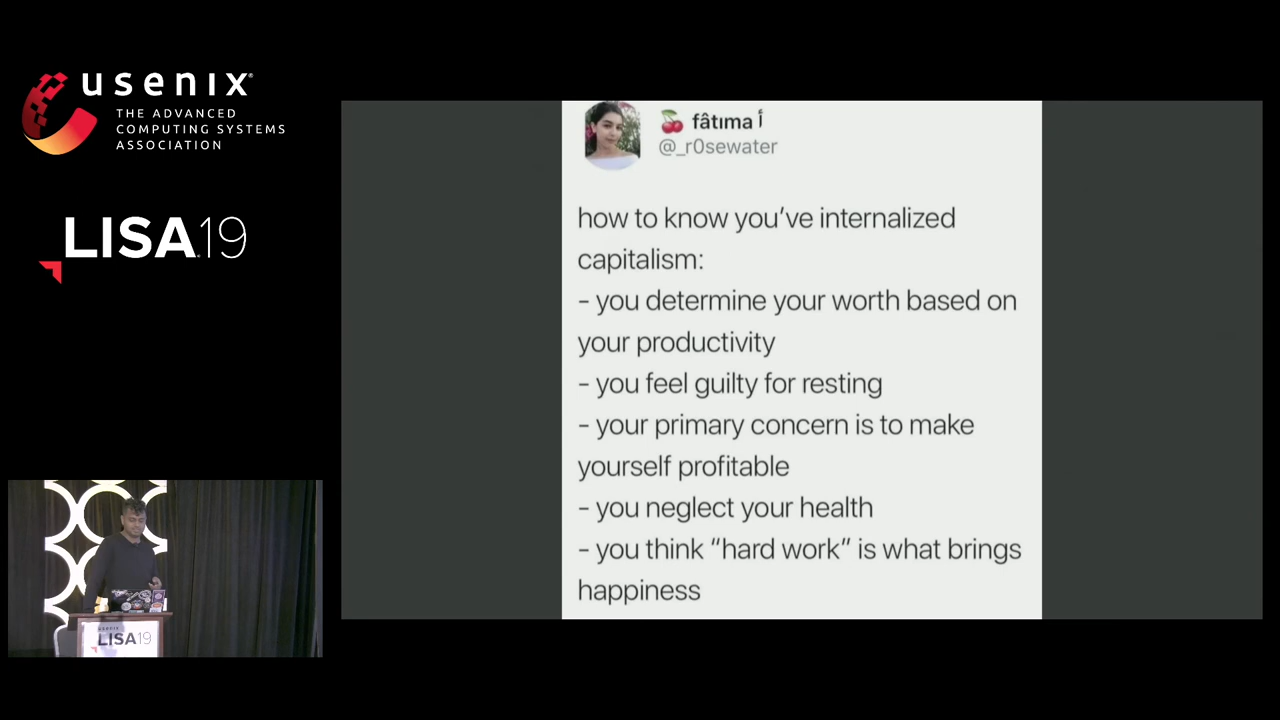 usenix®
THE ADVANCED
COMPUTING SYSTEMS
ASSOCIATION
LISA19
🍒 fâtıma أ
@_r0sewater
how to know you’ve internalized
capitalism:
- you determine your worth based on
your productivity
- you feel guilty for resting
- your primary concern is to make
yourself profitable
- you neglect your health
- you think “hard work” is what brings
happiness
usenix
LISA19